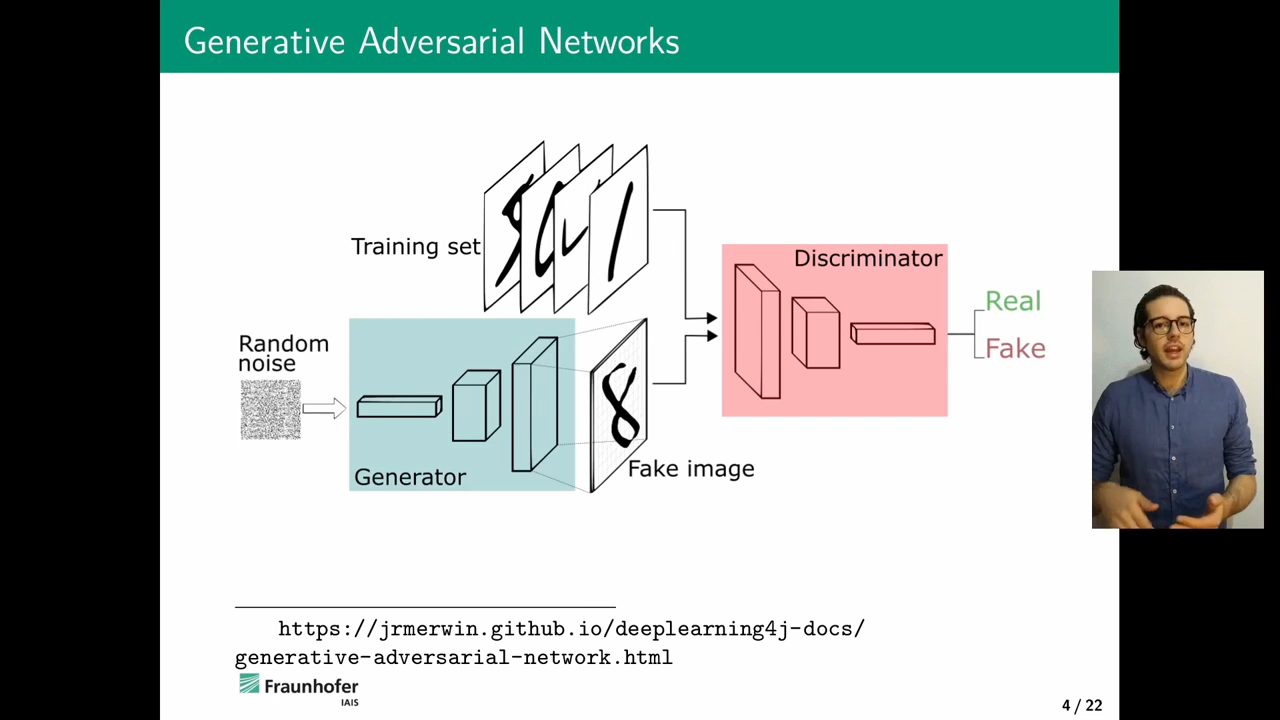 Generative Adversarial Networks
Training set
Discriminator
Real
Fake
Random
noise
8
Generator
Fake image
https://jrmerwin.github.io/deeplearning4j-docs/
generative-adversarial-network.html
Fraunhofer
IAIS
4 / 22